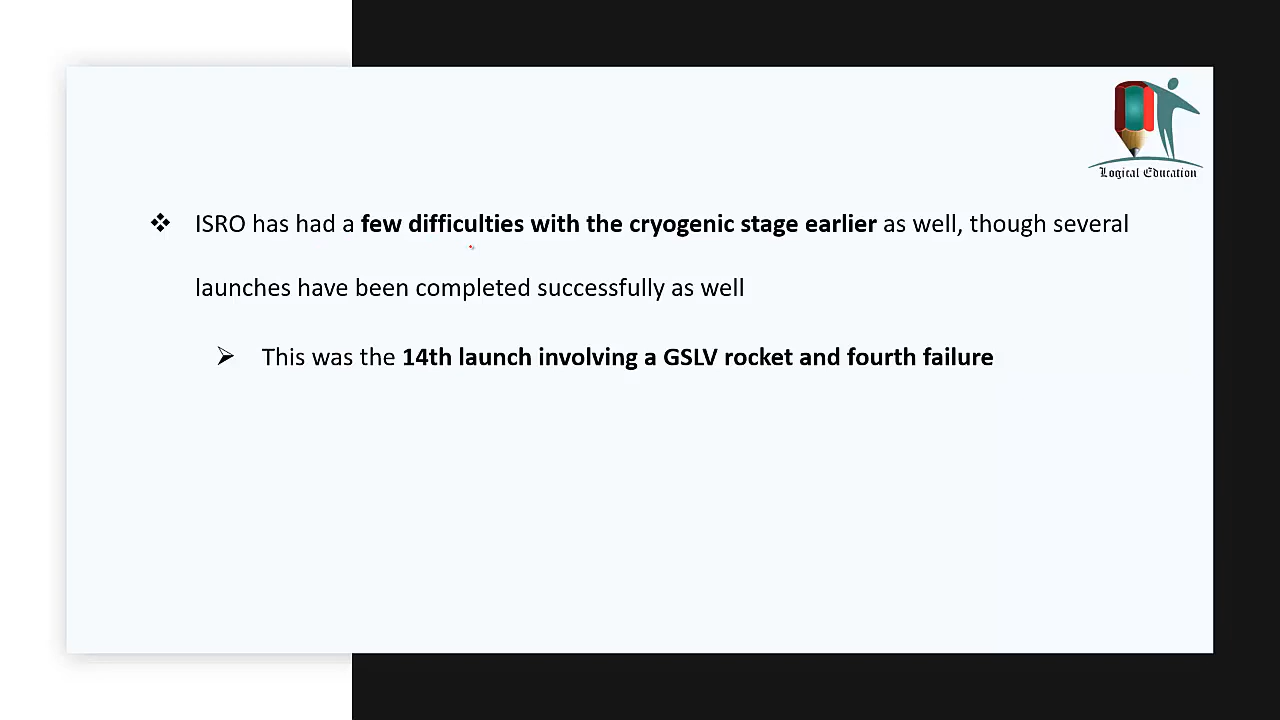 Logical Education
ISRO has had a few difficulties with the cryogenic stage earlier as well, though several
launches have been completed successfully as well
This was the 14th launch involving a GSLV rocket and fourth failure